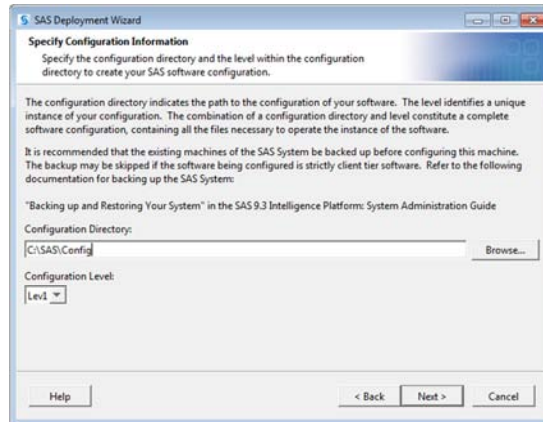 SAS Deployment Wizard
Specify Configuration Information
Specify the configuration directory and the level within the configuration
directory to create your SAS software configuration.
The configuration directory indicates the path to the configuration of your software. The level identifies a unique
instance of your configuration. The combination of a configuration directory and level constitute a complete
software configuration, containing all the files necessary to operate the instance of the software.
It is recommended that the existing machines of the SAS System be backed up before configuring this machine.
The backup may be skipped if the software being configured is strictly client tier software. Refer to the following
documentation for backing up the SAS System:
"Backing up and Restoring Your System" in the SAS 9.3 Intelligence Platform: System Administration Guide
Configuration Directory:
C:\SAS\Config
Browse...
Configuration Level:
Lev1
Help
< Back
Next >
Cancel